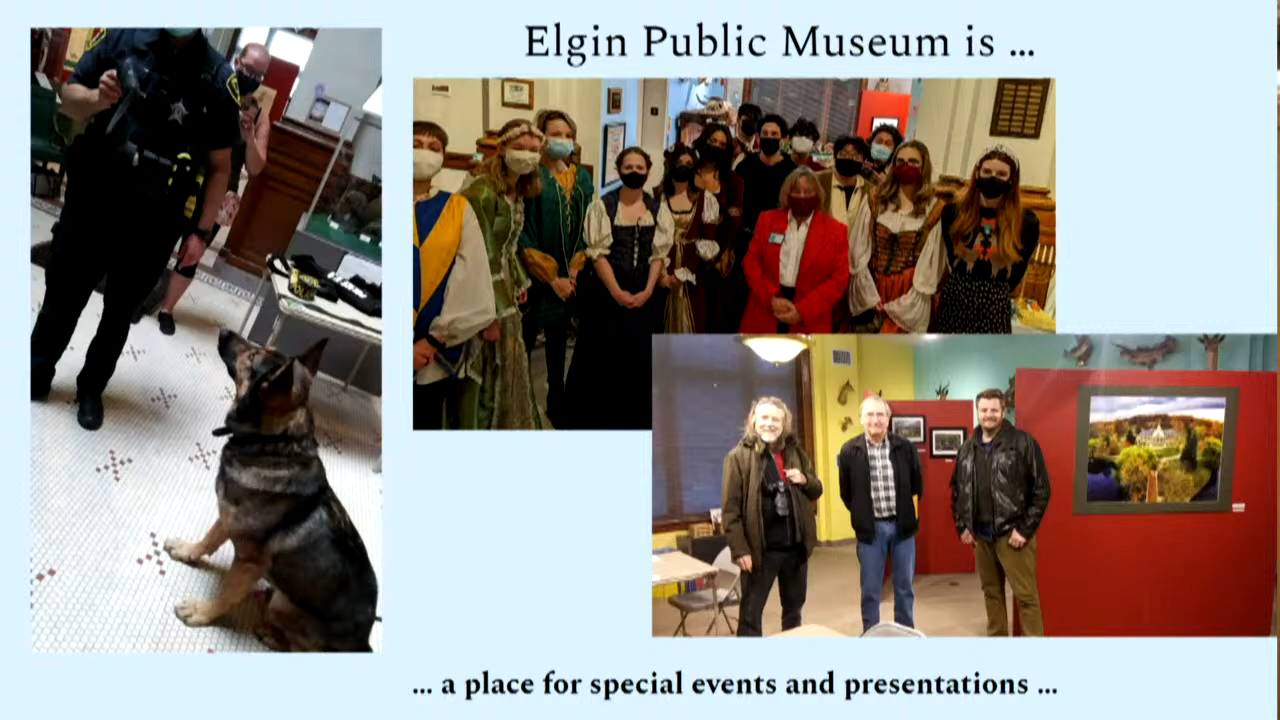 Elgin Public Museum is ...
... a place for special events and presentations ...